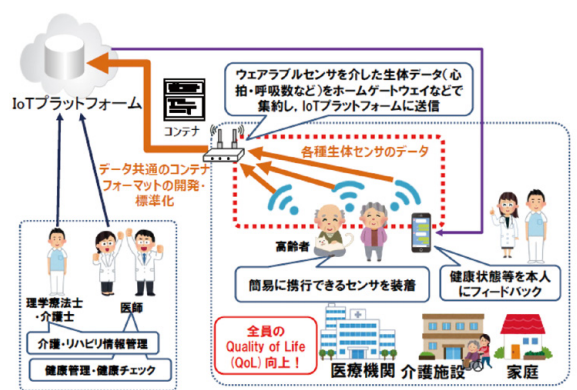 IoTプラットフォーム
コンテナ
ウェアラブルセンサを介した生体データ(心
拍・呼吸数など)をホームゲートウェイなどで
集約し,IoTプラットフォームに送信
データ共通のコンテナ
フォーマットの開発・
標準化
各種生体センサのデータ
高齢者
簡易に携行できるセンサを装着
健康状態等を本人
にフィードバック
理学療法士
・介護士
医師
介護・リハビリ情報管理
健康管理・健康チェック
全員の
Quality of Life
(QoL)向上！
医療機関
介護施設
家庭